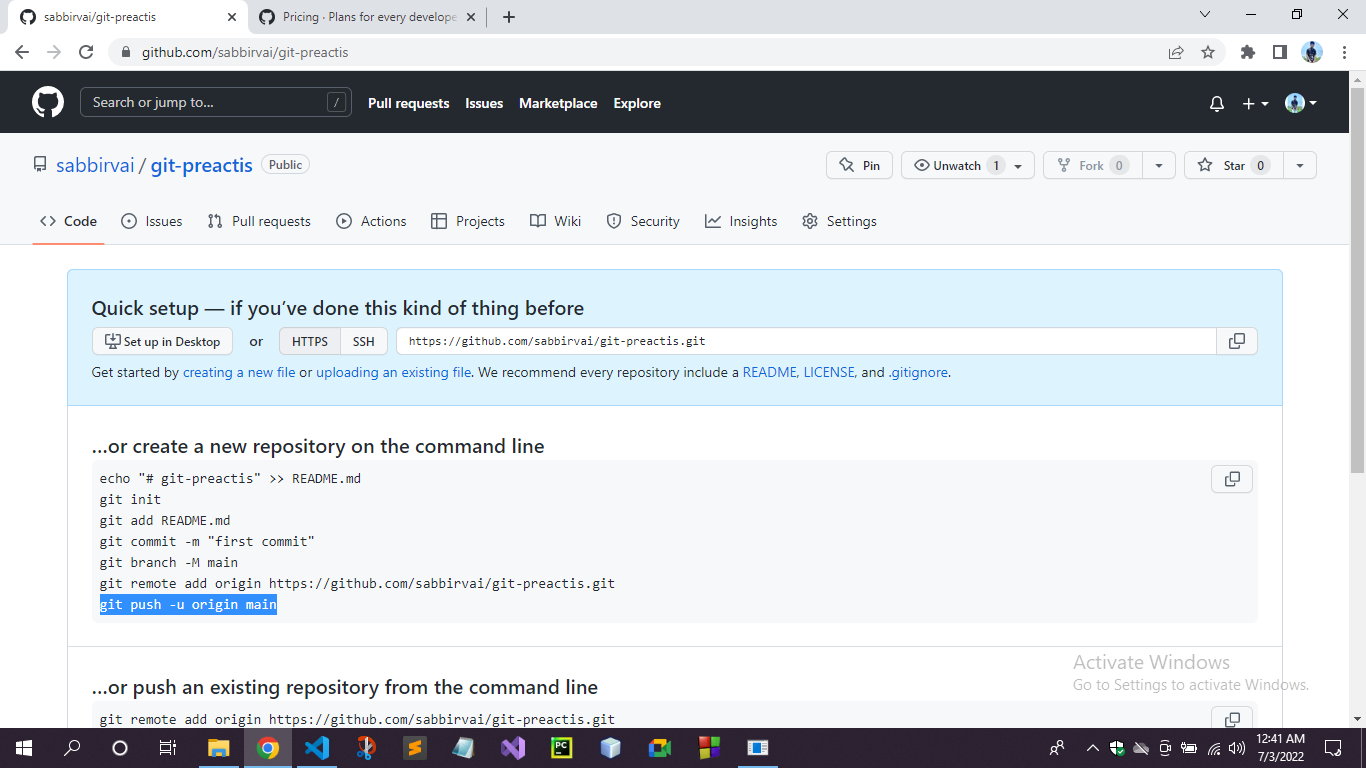 sabbirvai/git-preactis
Pricing · Plans for every develope
github.com/sabbirvai/git-preactis
Search or jump to...
/
Pull requests
Issues
Marketplace
Explore
sabbirvai / git-preactis
Public
Pin
Unwatch 1
Fork 0
Star 0
Code
Issues
Pull requests
Actions
Projects
Wiki
Security
Insights
Settings
Quick setup — if you’ve done this kind of thing before
Set up in Desktop
or
HTTPS
SSH
https://github.com/sabbirvai/git-preactis.git
Get started by creating a new file or uploading an existing file. We recommend every repository include a README, LICENSE, and .gitignore.
…or create a new repository on the command line
echo "# git-preactis" >> README.md
git init
git add README.md
git commit -m "first commit"
git branch -M main
git remote add origin https://github.com/sabbirvai/git-preactis.git
git push -u origin main
Activate Windows
Go to Settings to activate Windows.
…or push an existing repository from the command line
git remote add origin https://github.com/sabbirvai/git-preactis.git
PC
12:41 AM
7/3/2022